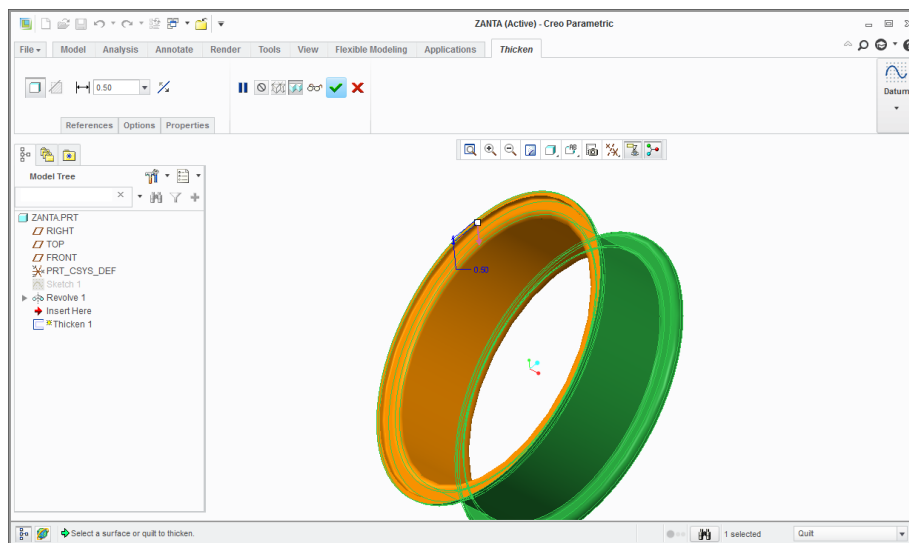 ZANTA (Active) - Creo Parametric
File Model Analysis Annotate Render Tools View Flexible Modeling Applications Thicken
0.50
Datum
References Options Properties
Model Tree
ZANTA.PRT
RIGHT
TOP
FRONT
PRT_CSYS_DEF
Sketch 1
Revolve 1
Insert Here
Thicken 1
0.50
Select a surface or quilt to thicken.
1 selected
Quilt